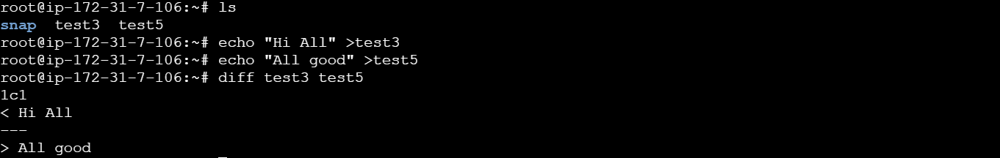 root@ip-172-31-7-106:~# ls
snap  test3  test5
root@ip-172-31-7-106:~# echo "Hi All" >test3
root@ip-172-31-7-106:~# echo "All good" >test5
root@ip-172-31-7-106:~# diff test3 test5
1c1
< Hi All
---
> All good